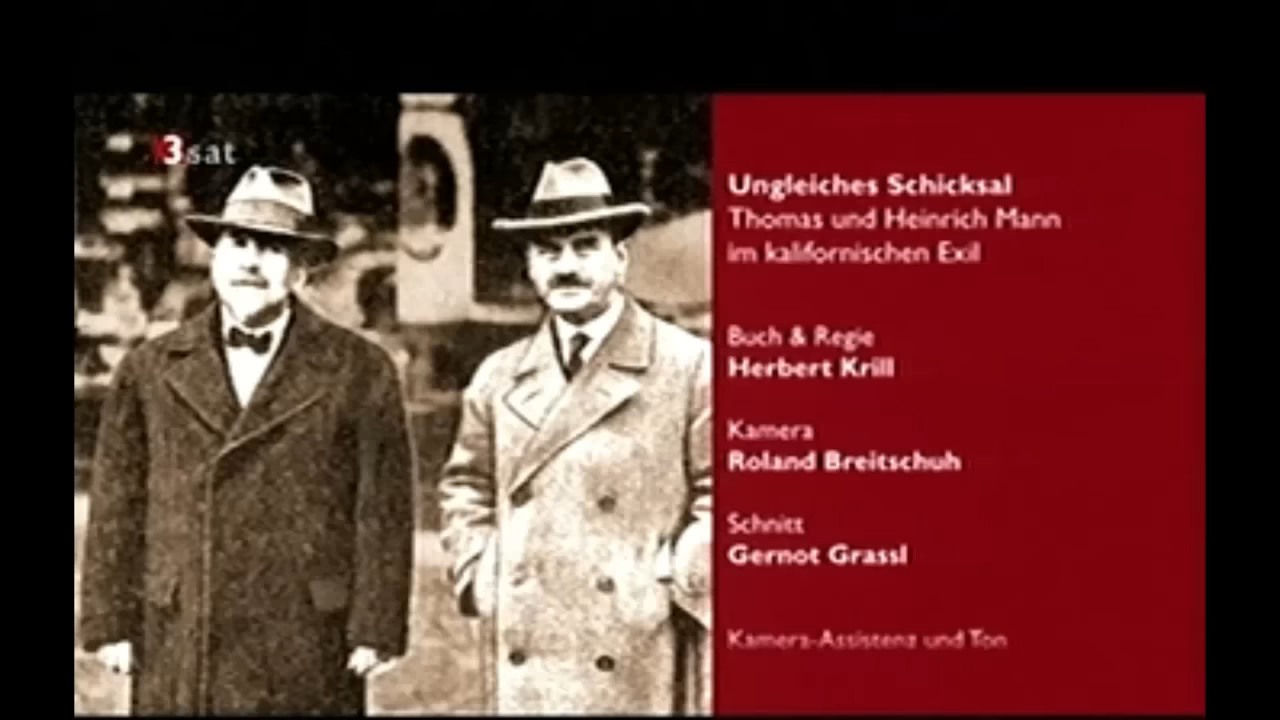 3sat
Ungleiches Schicksal
Thomas und Heinrich Mann
im kalifornischen Exil
Buch & Regie
Herbert Krill
Kamera
Roland Breitschuh
Schnitt
Gernot Grassl
Kamera-Assistenz und Ton